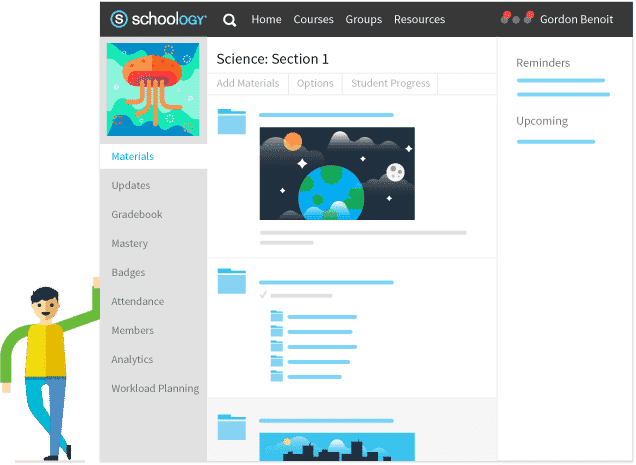 schoology®
Home Courses Groups Resources Gordon Benoit
Science: Section 1
Add Materials Options Student Progress
Materials
Updates
Gradebook
Mastery
Badges
Attendance
Members
Analytics
Workload Planning
Reminders
Upcoming